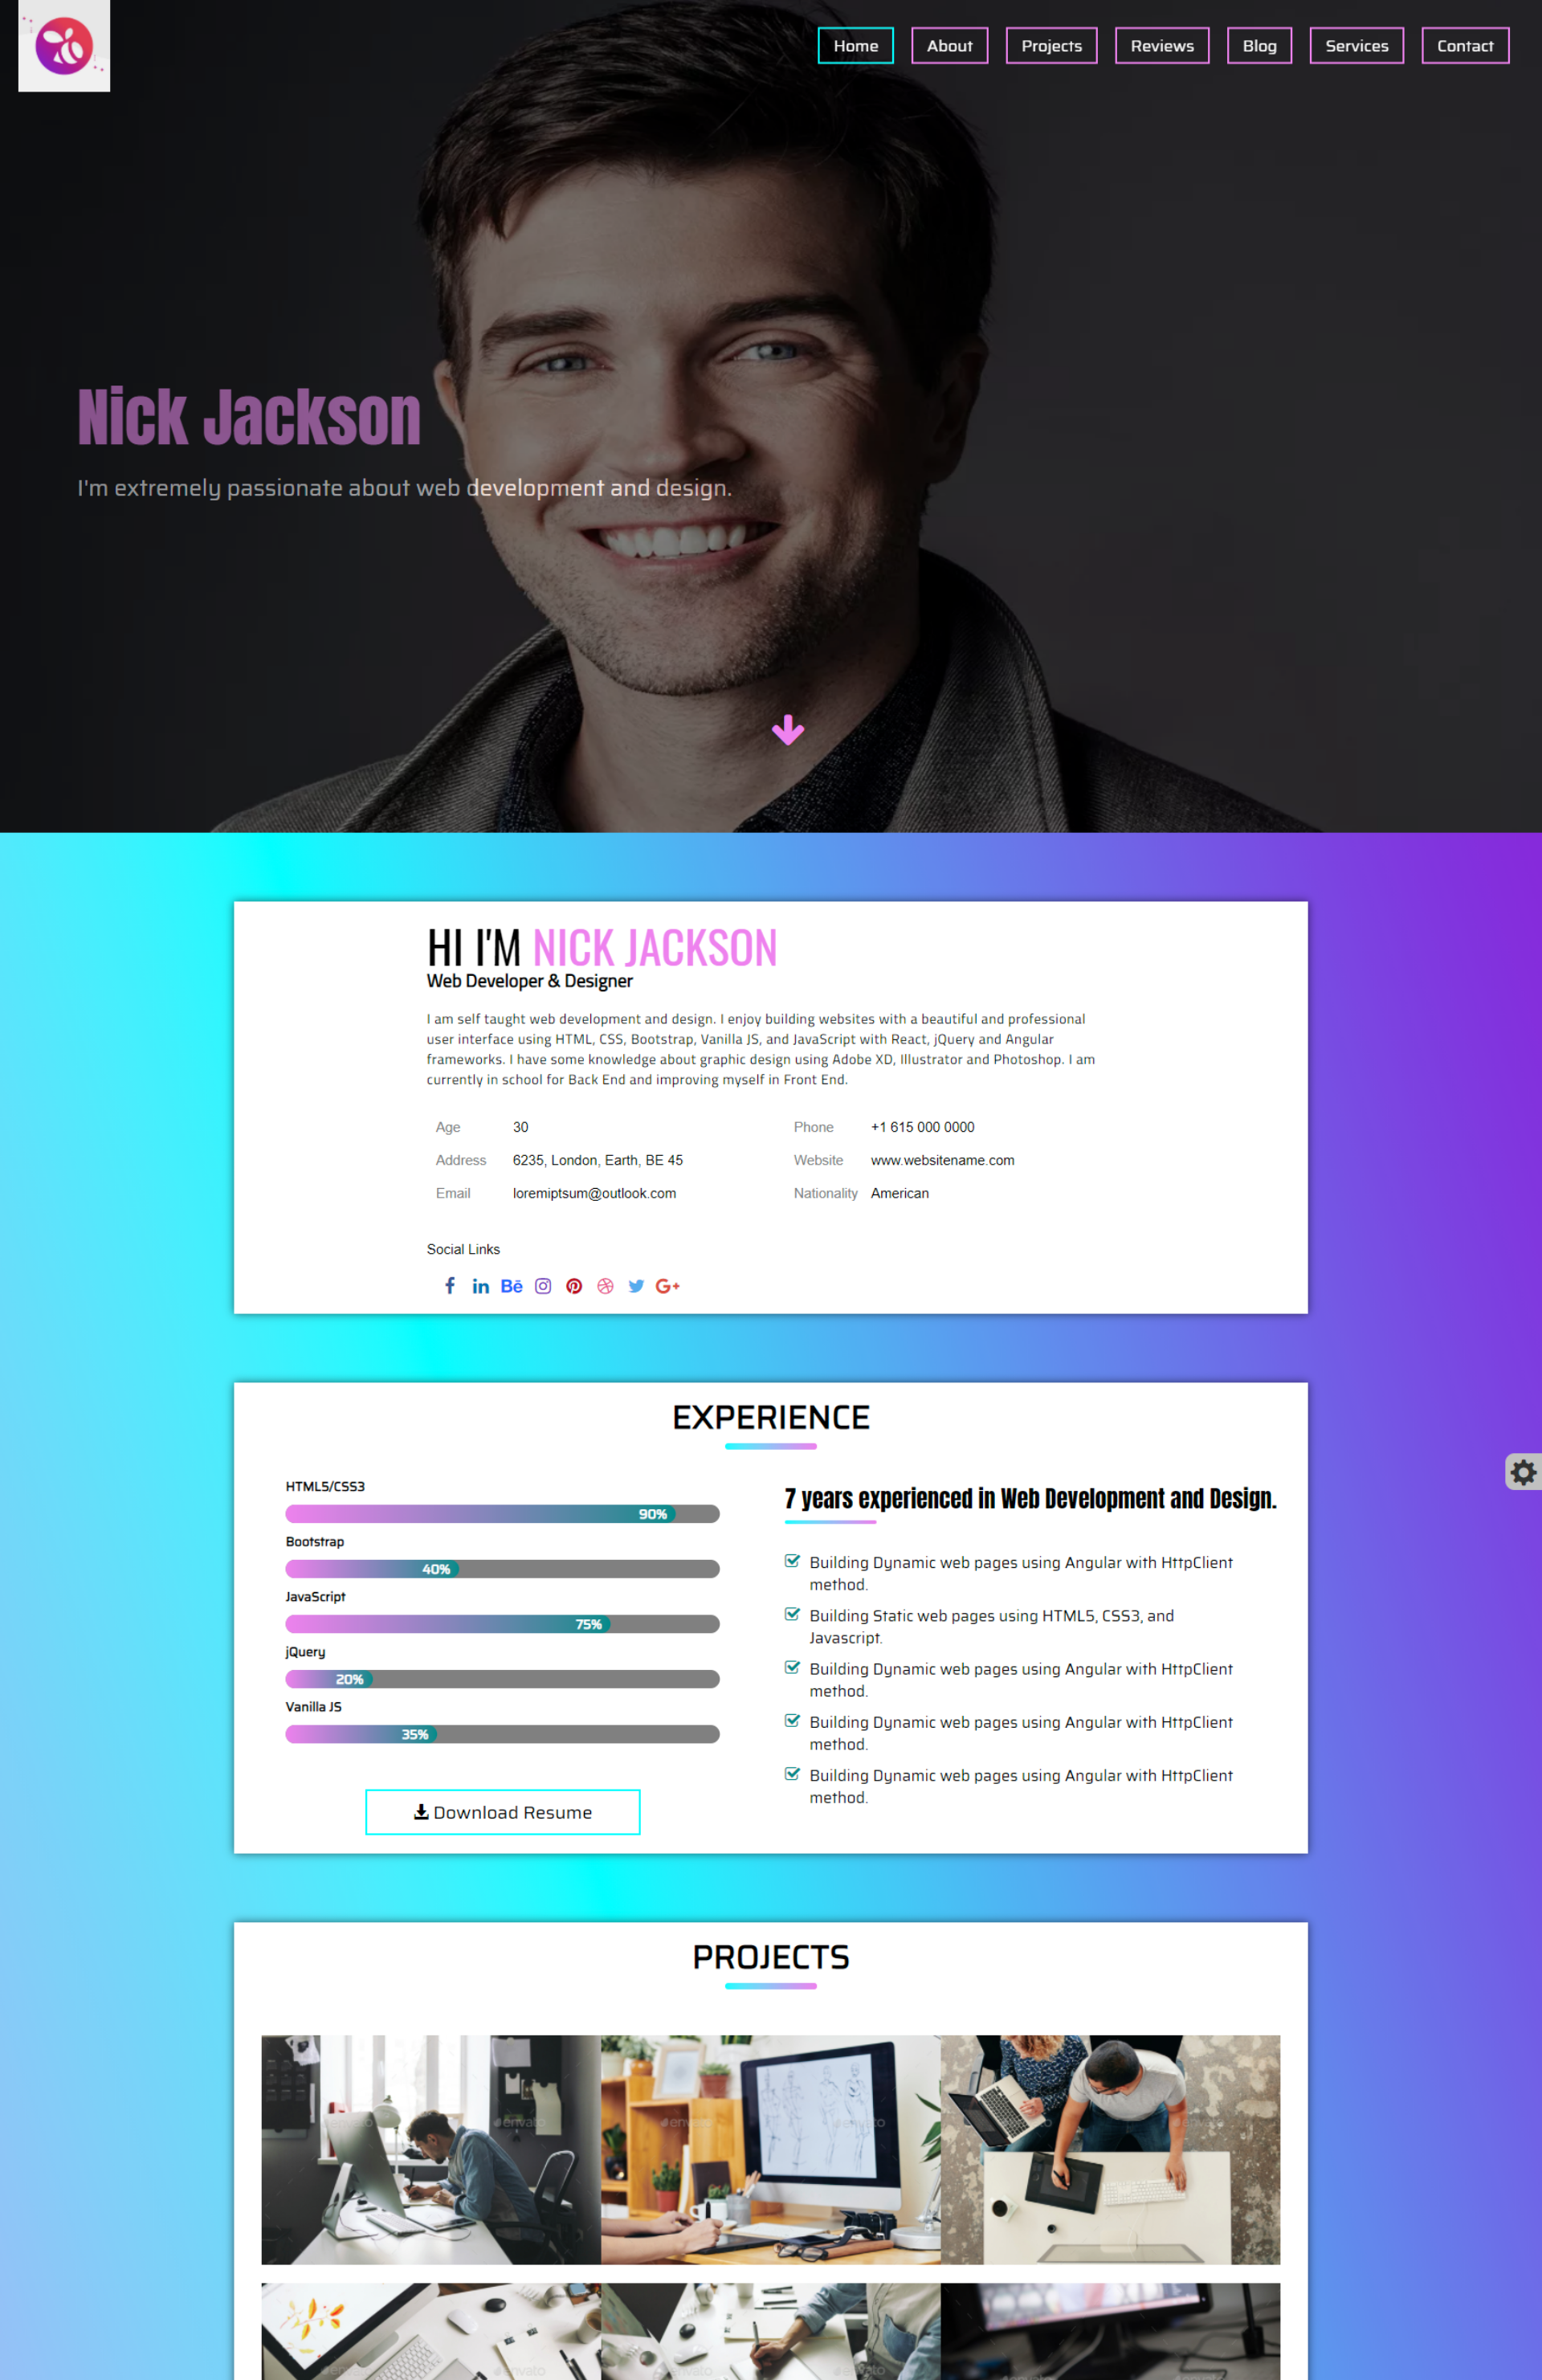 Home
About
Projects
Reviews
Blog
Services
Contact
Nick Jackson
I'm extremely passionate about web development and design.
HI I'M NICK JACKSON
Web Developer & Designer
I am self taught web development and design. I enjoy building websites with a beautiful and professional
user interface using HTML, CSS, Bootstrap, Vanilla JS, and JavaScript with React, jQuery and Angular
frameworks. I have some knowledge about graphic design using Adobe XD, Illustrator and Photoshop. I am
currently in school for Back End and improving myself in Front End.
Age 30
Address 6235, London, Earth, BE 45
Email loremiptsum@outlook.com
Phone +1 615 000 0000
Website www.websitename.com
Nationality American
Social Links
EXPERIENCE
HTML5/CSS3
90%
Bootstrap
40%
JavaScript
75%
jQuery
20%
Vanilla JS
35%
Download Resume
7 years experienced in Web Development and Design.
Building Dynamic web pages using Angular with HttpClient
method.
Building Static web pages using HTML5, CSS3, and
Javascript.
Building Dynamic web pages using Angular with HttpClient
method.
Building Dynamic web pages using Angular with HttpClient
method.
Building Dynamic web pages using Angular with HttpClient
method.
PROJECTS
envato
envato
envato
envato
envato
envato